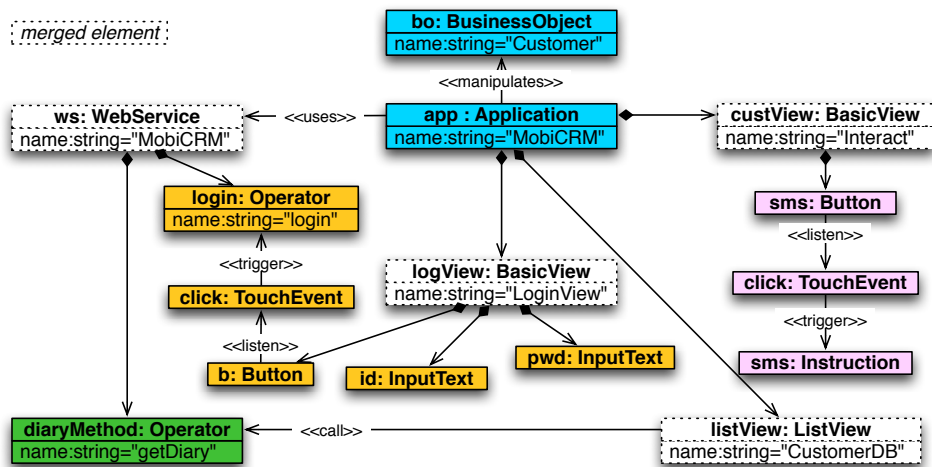 merged element
bo: BusinessObject
name:string="Customer"
<<manipulates>>
ws: WebService
name:string="MobiCRM"
<<uses>>
app : Application
name:string="MobiCRM"
custView: BasicView
name:string="Interact"
login: Operator
name:string="login"
sms: Button
<<listen>>
<<trigger>>
logView: BasicView
name:string="LoginView"
click: TouchEvent
click: TouchEvent
<<trigger>>
<<listen>>
b: Button
id: InputText
pwd: InputText
sms: Instruction
diaryMethod: Operator
name:string="getDiary"
<<call>>
listView: ListView
name:string="CustomerDB"